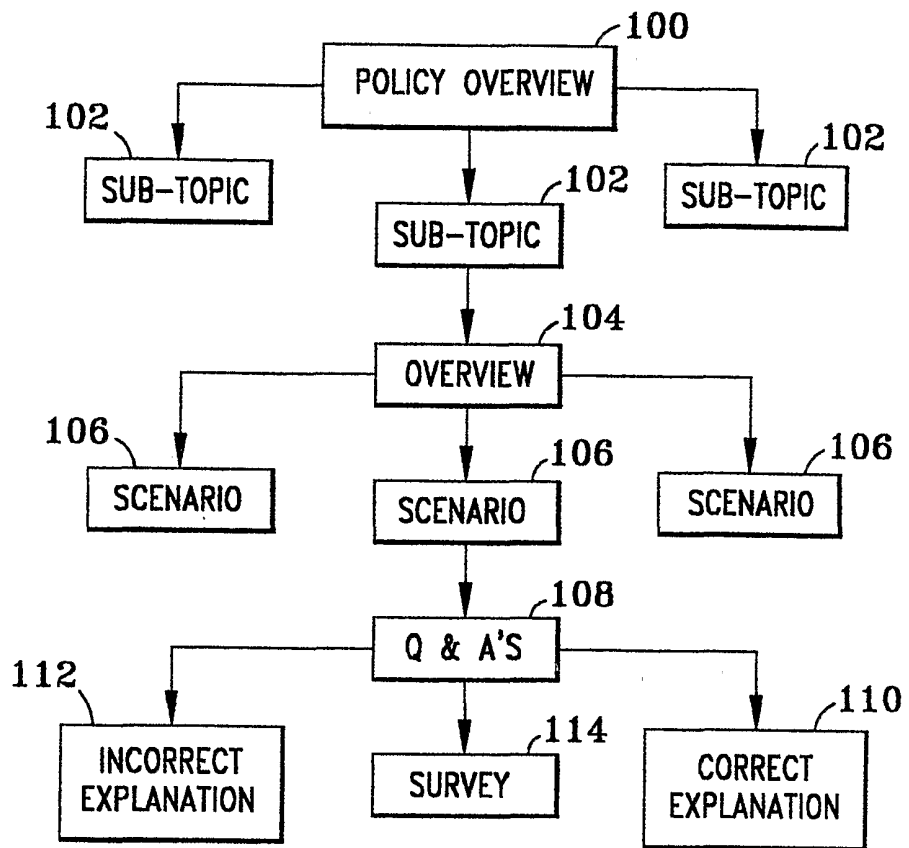 100
POLICY OVERVIEW
102
SUB-TOPIC
102
SUB-TOPIC
102
SUB-TOPIC
104
OVERVIEW
106
SCENARIO
106
SCENARIO
106
SCENARIO
108
Q & A'S
112
INCORRECT
EXPLANATION
114
SURVEY
110
CORRECT
EXPLANATION